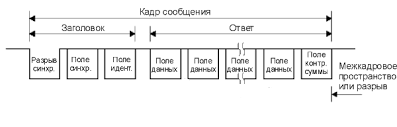 Кадр сообщения
Заголовок
Ответ
Разрыв
синхр.
Поле
синхр.
Поле
идент.
Поле
данных
Поле
данных
Поле
данных
Поле
данных
Поле
контр.
суммы
Межкадровое
пространство
или разрыв